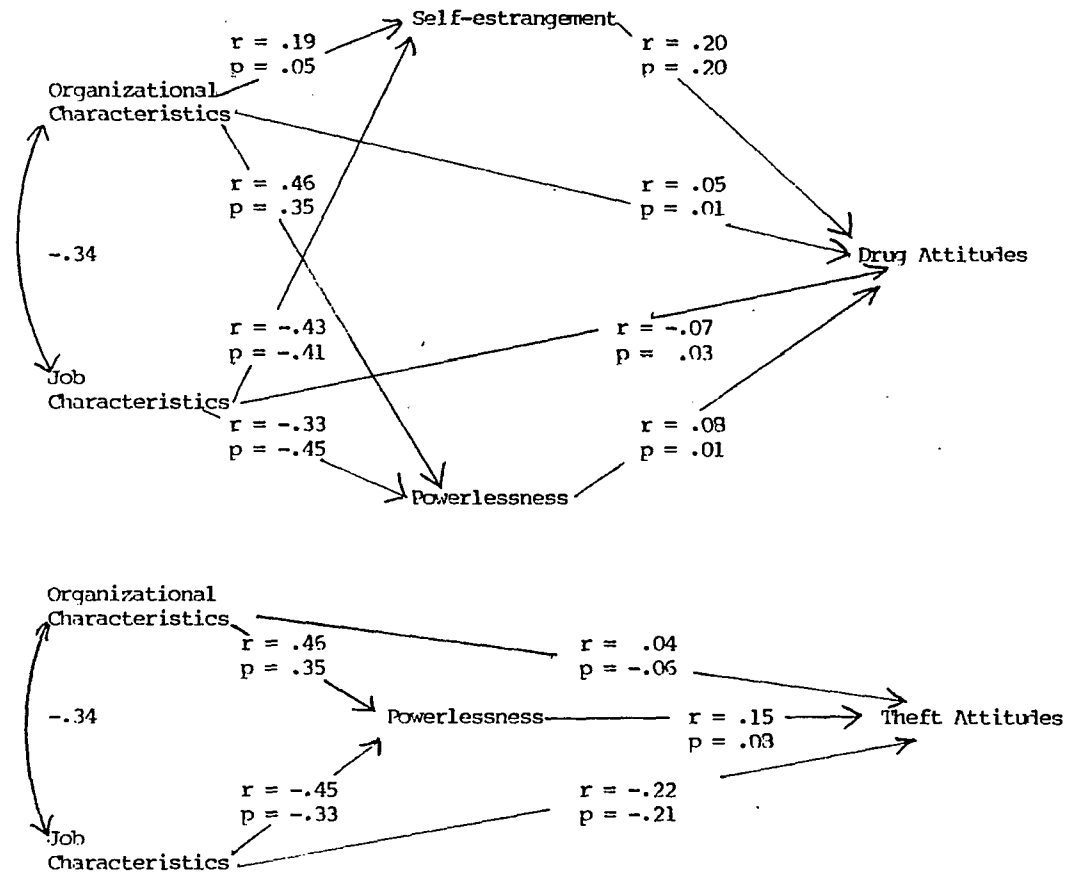 Self-estrangement
r = .19
p = .05
r = .20
p = .20
Organizational
Characteristics
r = .46
p = .35
r = .05
p = .01
-.34
Drug Attitudes
r = -.43
p = -.41
r = -.07
p = .03
Job
Characteristics
r = -.33
p = -.45
r = .08
p = .01
Powerlessness
Organizational
Characteristics
r = .46
p = .35
r = .04
p = -.06
-.34
Powerlessness
r = .15
p = .08
Theft Attitudes
r = -.45
p = -.33
r = -.22
p = -.21
Job
Characteristics